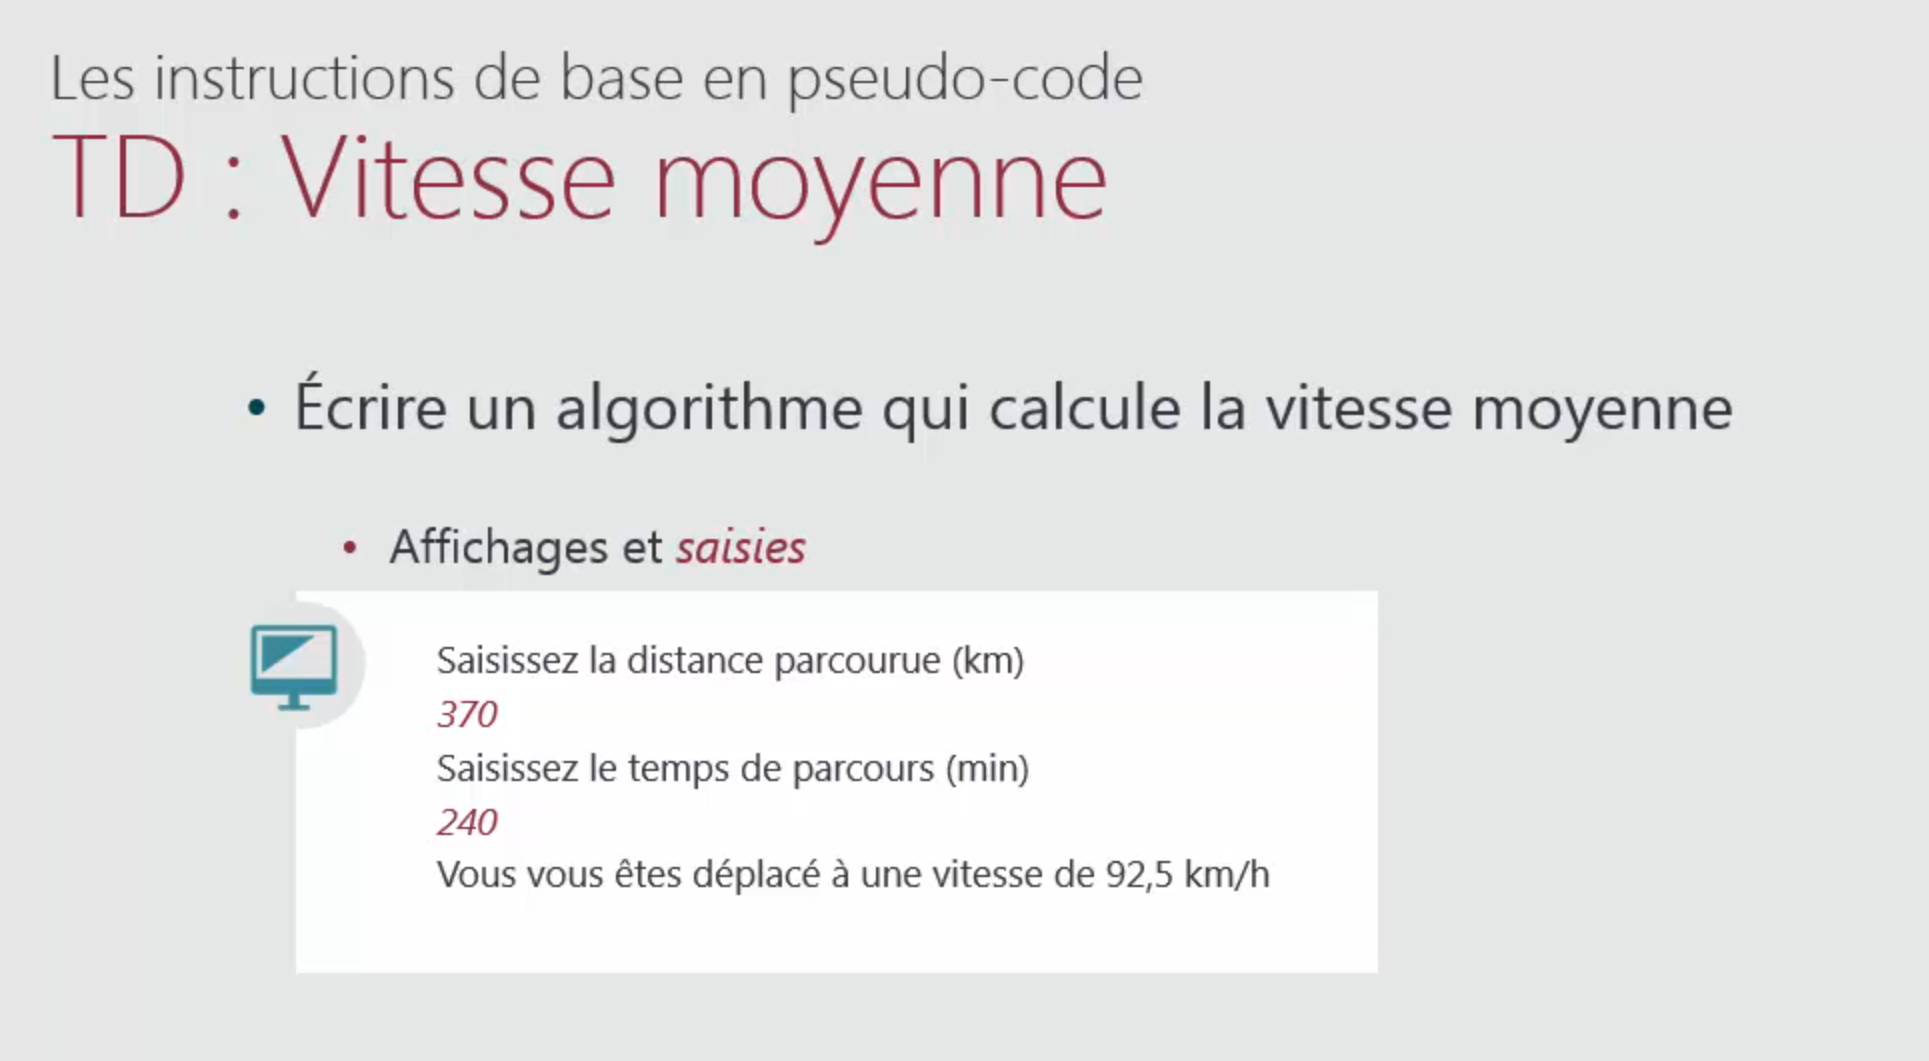 Les instructions de base en pseudo-code
TD : Vitesse moyenne
• Écrire un algorithme qui calcule la vitesse moyenne
• Affichages et saisies
Saisissez la distance parcourue (km)
370
Saisissez le temps de parcours (min)
240
Vous vous êtes déplacé à une vitesse de 92,5 km/h